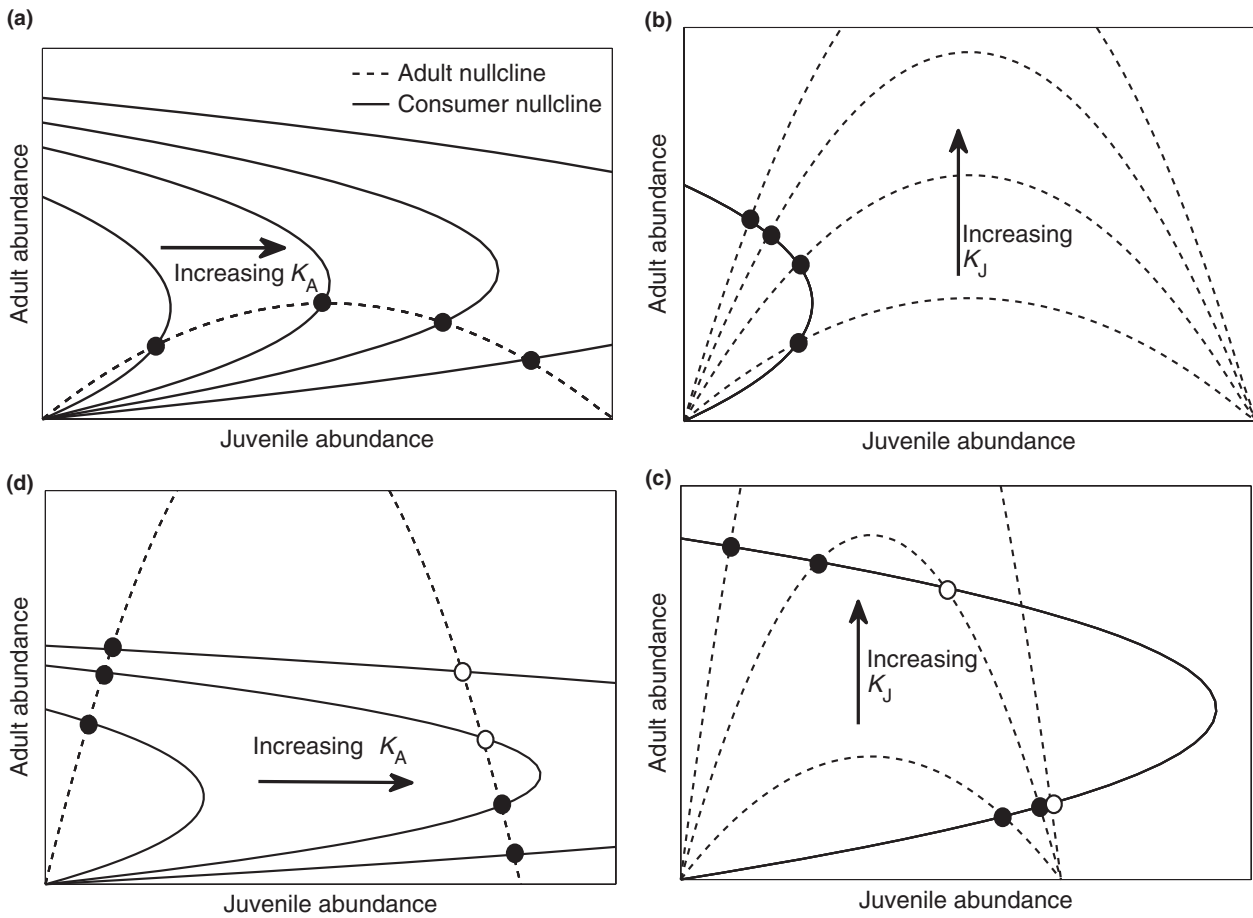 (a)
Adult nullcline
Consumer nullcline
Increasing K_A
Adult abundance
Juvenile abundance
(b)
Increasing
K_J
Adult abundance
Juvenile abundance
(d)
Increasing K_A
Adult abundance
Juvenile abundance
(c)
Increasing
K_J
Adult abundance
Juvenile abundance